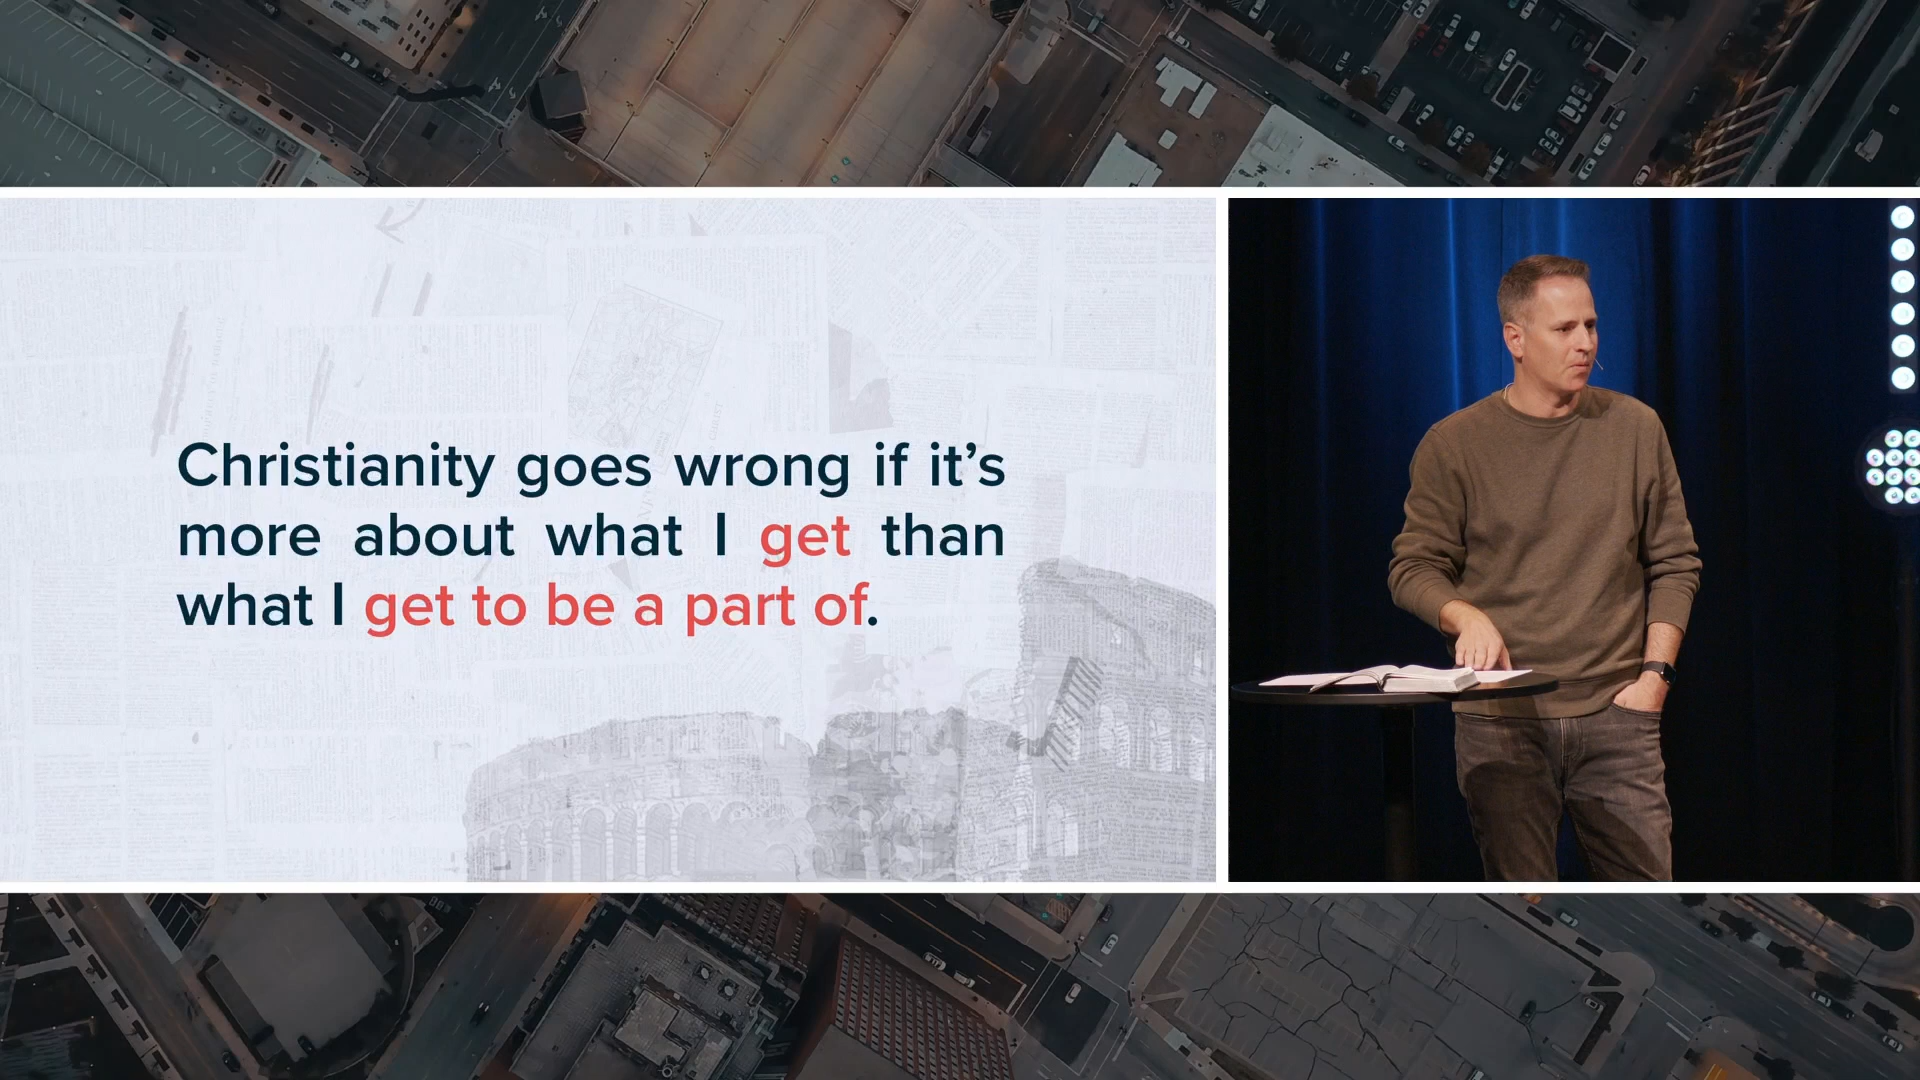 Christianity goes wrong if it’s
more about what I get than
what I get to be a part of.